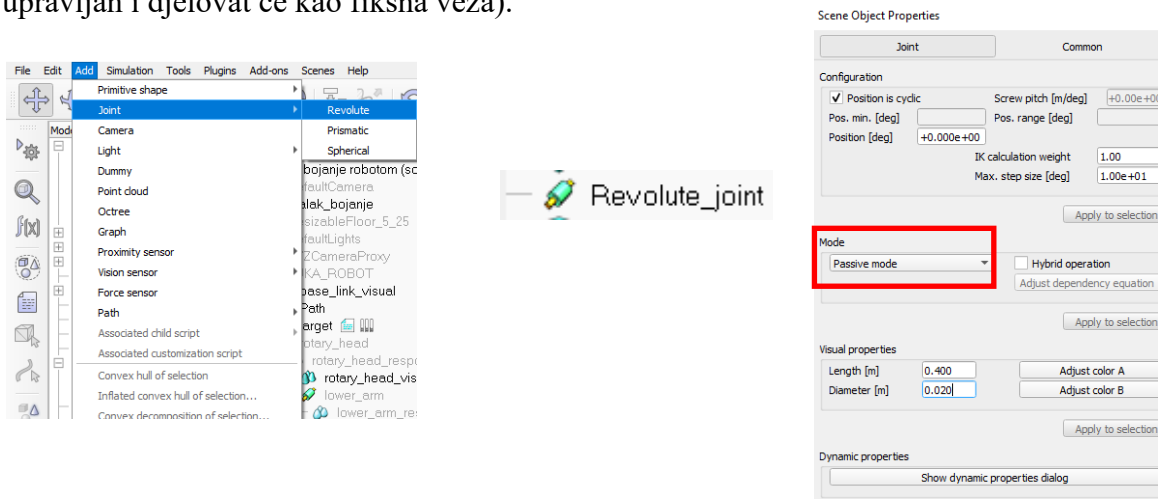 upravljan i djelovat će kao fiksna veza).
File Edit Add Simulation Tools Plugins Add-ons Scenes Help
Primitive shape
Joint
Camera
Light
Dummy
Point cloud
Octree
Graph
Proximity sensor
Vision sensor
Force sensor
Path
Associated child script
Associated customization script
Convex hull of selection
Inflated convex hull of selection...
Convex decomposition of selection...
Revolute
Prismatic
Spherical
bojanje robotom (sc
faultCamera
alak_bojanje
sizableFloor_5_25
faultLights
ZCameraProxy
KA_ROBOT
base_link_visual
Path
arget
otary_head
rotary_head_respo
rotary_head_vis
lower_arm
lower_arm_re
Revolute_joint
Scene Object Properties
Joint Common
Configuration
Position is cyclic Screw pitch [m/deg] +0.00e+00
Pos. min. [deg] Pos. range [deg]
Position [deg] +0.000e+00
IK calculation weight 1.00
Max. step size [deg] 1.00e+01
Apply to selection
Mode
Passive mode Hybrid operation
Adjust dependency equation
Apply to selection
Visual properties
Length [m] 0.400 Adjust color A
Diameter [m] 0.020 Adjust color B
Apply to selection
Dynamic properties
Show dynamic properties dialog